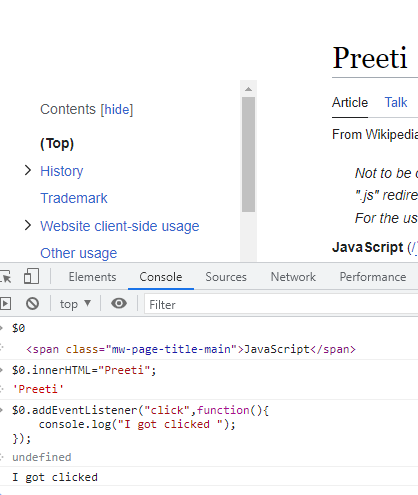 Preeti
Contents [hide]
Article Talk
(Top)
From Wikipedia
History
Not to be
Trademark
".js" redire
Website client-side usage
For the us
Other usage
JavaScript (/
Elements Console Sources Network Performance
top ▼ Filter
$0
<span class="mw-page-title-main">JavaScript</span>
$0.innerHTML="Preeti";
'Preeti'
$0.addEventListener("click",function(){
console.log("I got clicked ");
});
undefined
I got clicked